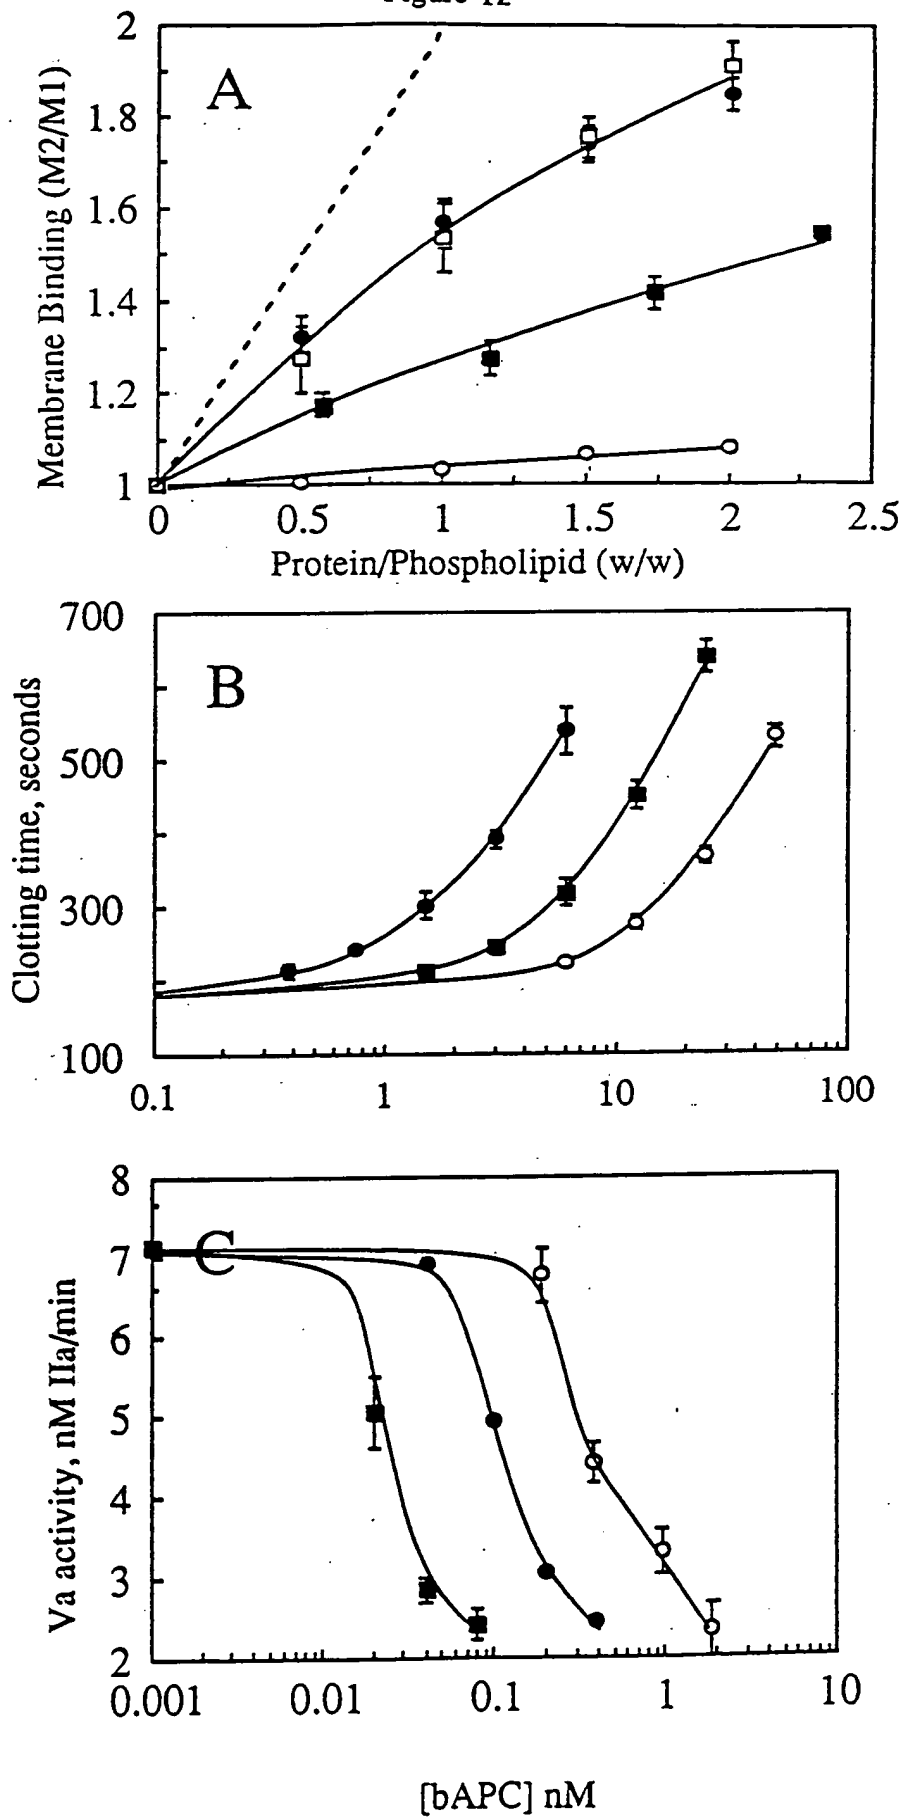 Figure 12
A
Membrane Binding (M2/M1)
2
1.8
1.6
1.4
1.2
1
0 0.5 1 1.5 2 2.5
Protein/Phospholipid (w/w)
B
Clotting time, seconds
700
500
300
100
0.1 1 10 100
C
Va activity, nM IIa/min
8
7
6
5
4
3
2
0.001 0.01 0.1 1 10
[bAPC] nM